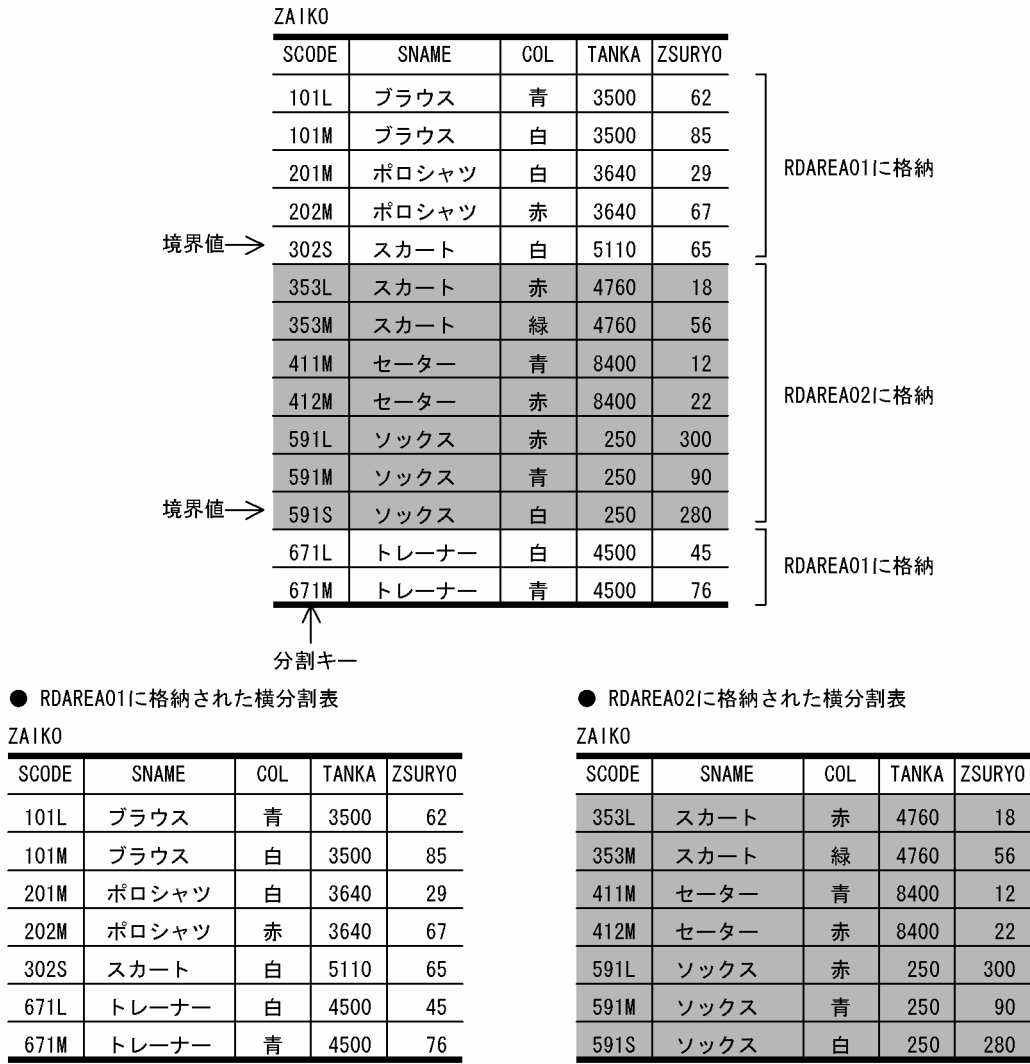 ZAIKO
SCODE SNAME COL TANKA ZSURYO
101L ブラウス 青 3500 62
101M ブラウス 白 3500 85
201M ポロシャツ 白 3640 29
RDAREA01に格納
202M ポロシャツ 赤 3640 67
境界値
302S スカート 白 5110 65
353L スカート 赤 4760 18
353M スカート 緑 4760 56
411M セーター 青 8400 12
412M セーター 赤 8400 22
RDAREA02に格納
591L ソックス 赤 250 300
591M ソックス 青 250 90
境界値
591S ソックス 白 250 280
671L トレーナー 白 4500 45
RDAREA01に格納
671M トレーナー 青 4500 76
分割キー
● RDAREA01に格納された横分割表
ZAIKO
SCODE SNAME COL TANKA ZSURYO
101L ブラウス 青 3500 62
101M ブラウス 白 3500 85
201M ポロシャツ 白 3640 29
202M ポロシャツ 赤 3640 67
302S スカート 白 5110 65
671L トレーナー 白 4500 45
671M トレーナー 青 4500 76
● RDAREA02に格納された横分割表
ZAIKO
SCODE SNAME COL TANKA ZSURYO
353L スカート 赤 4760 18
353M スカート 緑 4760 56
411M セーター 青 8400 12
412M セーター 赤 8400 22
591L ソックス 赤 250 300
591M ソックス 青 250 90
591S ソックス 白 250 280